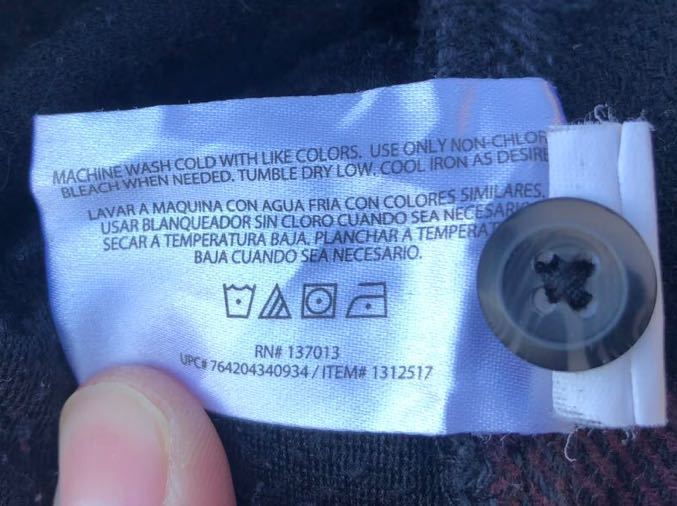 MACHINE WASH COLD WITH LIKE COLORS. USE ONLY NON-CHLOR
BLEACH WHEN NEEDED. TUMBLE DRY LOW. COOL IRON AS DESIRE
LAVAR A MAQUINA CON AGUA FRIA CON COLORES SIMILARES.
USAR BLANQUEADOR SIN CLORO CUANDO SEA NECESARI
SECAR A TEMPERATURA BAJA. PLANCHAR A TEMPERAT
BAJA CUANDO SEA NECESARIO.
RN# 137013
UPC# 764204340934 / ITEM# 1312517